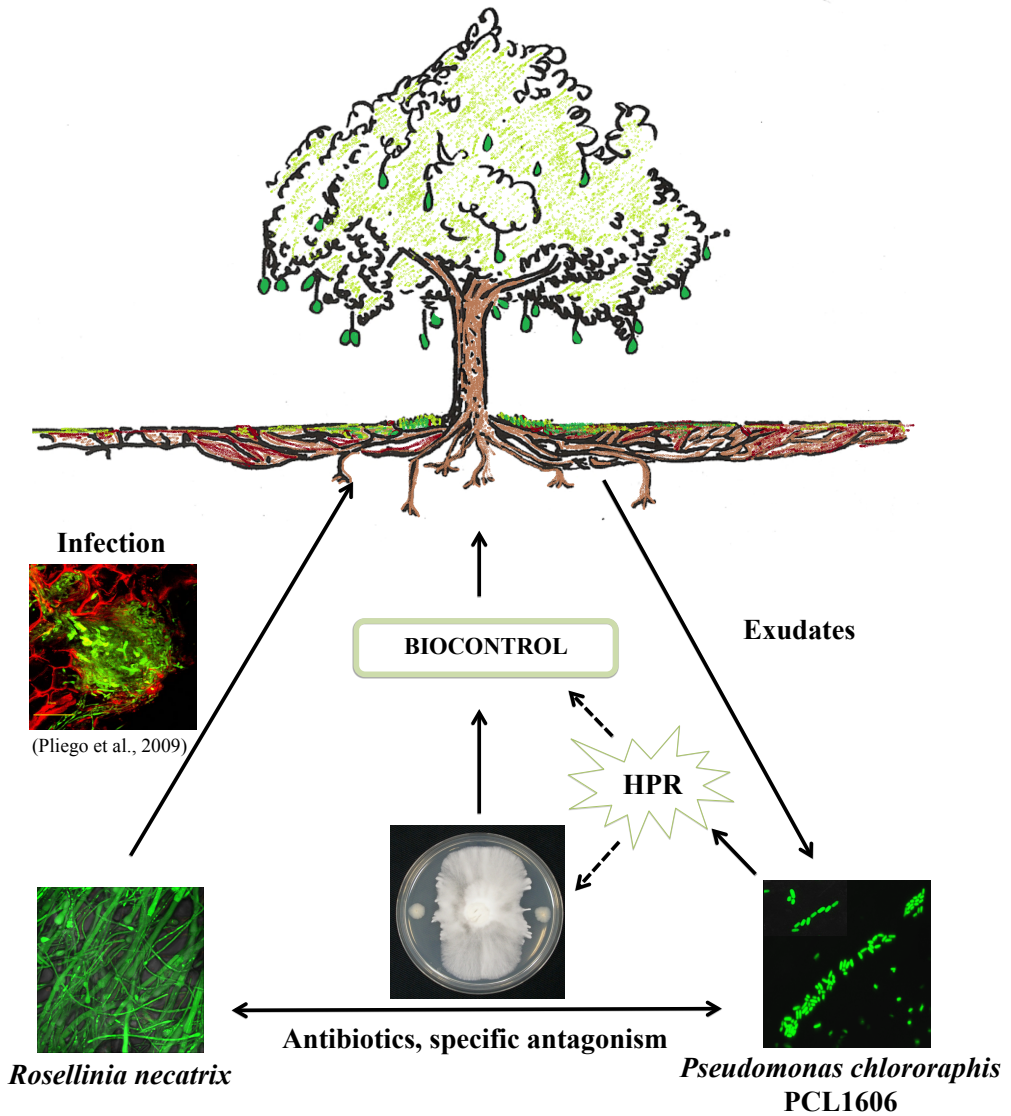 Infection
(Pliego et al., 2009)
BIOCONTROL
Exudates
HPR
Antibiotics, specific antagonism
Rosellinia necatrix
Pseudomonas chlororaphis
PCL1606